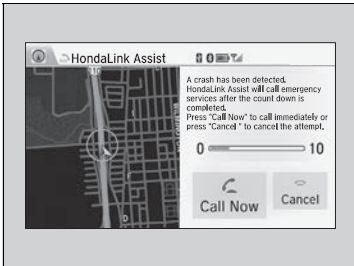 HondaLink Assist
A crash has been detected.
HondaLink Assist will call emergency
services after the count down is
completed.
Press "Call Now" to call immediately or
press "Cancel " to cancel the attempt.
0 10
Call Now
Cancel